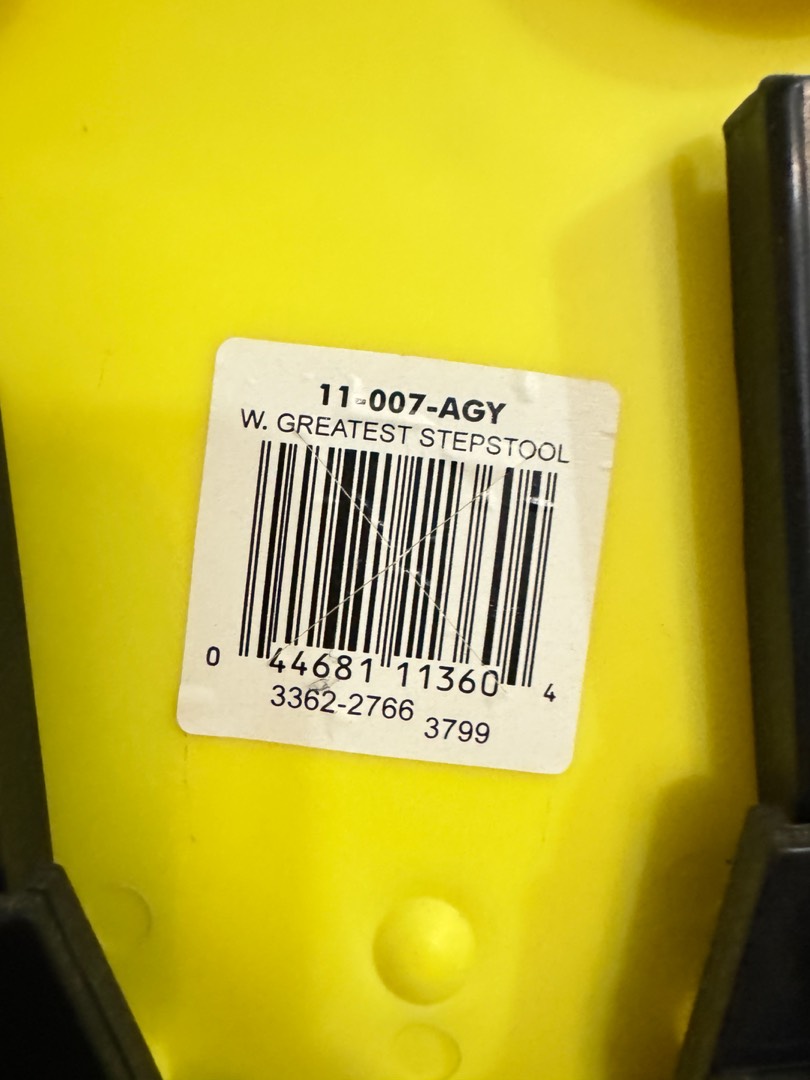 11-007-AGY
W. GREATEST STEPSTOOL
0 44681 11360 4
3362-2766 3799